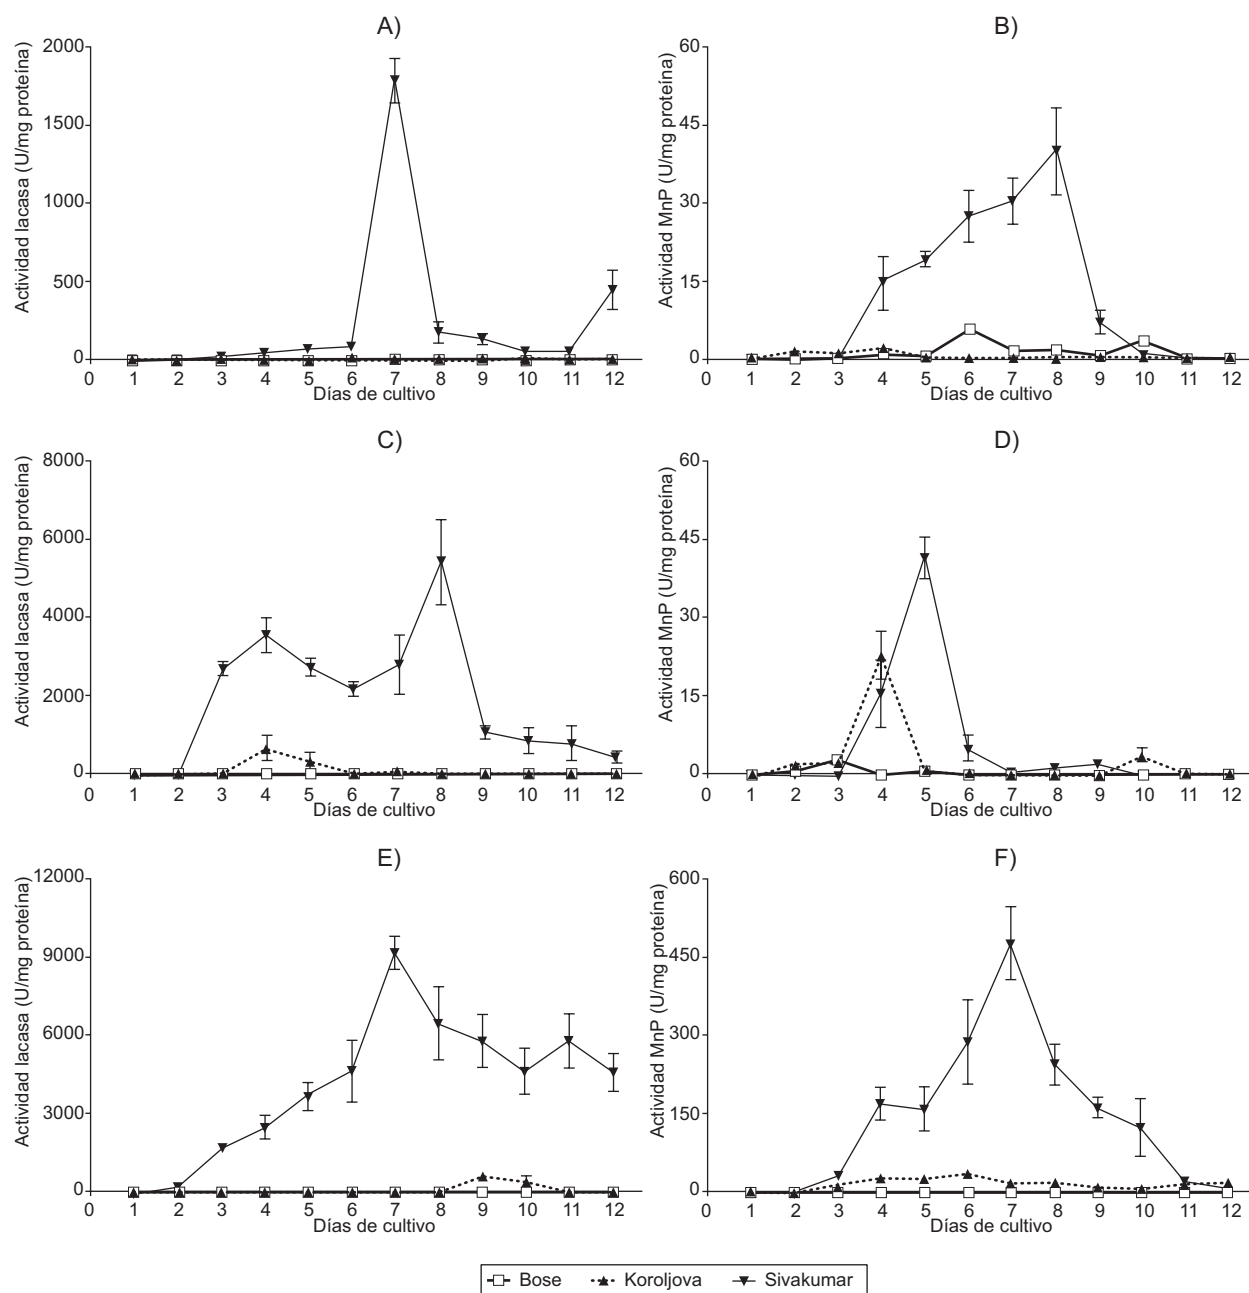 A)
Actividad lacasa (U/mg proteína)
2000
1500
1000
500
0
0 1 2 3 4 5 6 7 8 9 10 11 12
Días de cultivo
B)
Actividad MnP (U/mg proteína)
60
45
30
15
0
0 1 2 3 4 5 6 7 8 9 10 11 12
Días de cultivo
C)
Actividad lacasa (U/mg proteína)
8000
6000
4000
2000
0
0 1 2 3 4 5 6 7 8 9 10 11 12
Días de cultivo
D)
Actividad MnP (U/mg proteína)
60
45
30
15
0
0 1 2 3 4 5 6 7 8 9 10 11 12
Días de cultivo
E)
Actividad lacasa (U/mg proteína)
12000
9000
6000
3000
0
0 1 2 3 4 5 6 7 8 9 10 11 12
Días de cultivo
F)
Actividad MnP (U/mg proteína)
600
450
300
150
0
0 1 2 3 4 5 6 7 8 9 10 11 12
Días de cultivo
Bose Koroljova Sivakumar